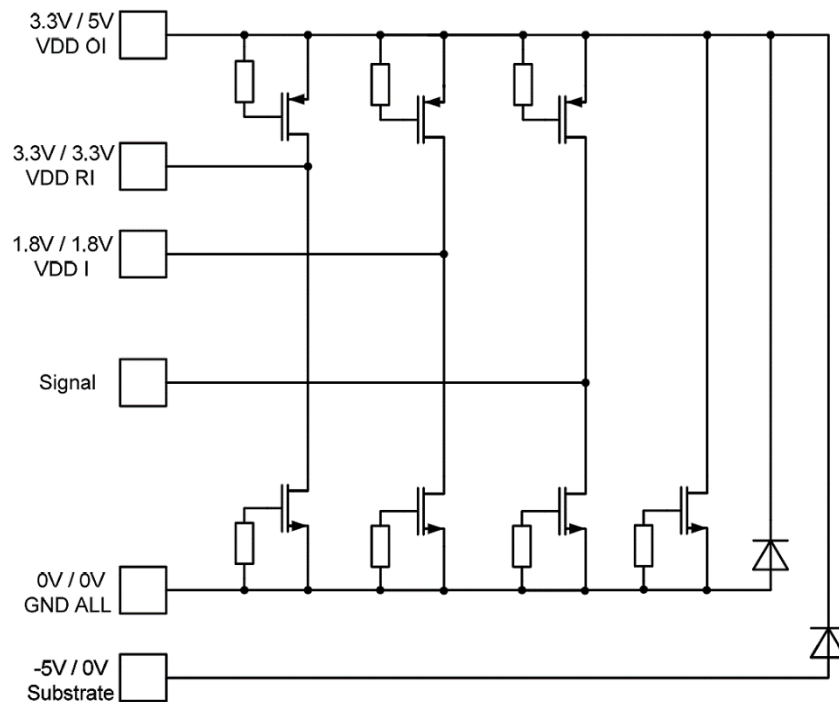 3.3V / 5V
VDD OI
3.3V / 3.3V
VDD RI
1.8V / 1.8V
VDD I
Signal
0V / 0V
GND ALL
-5V / 0V
Substrate